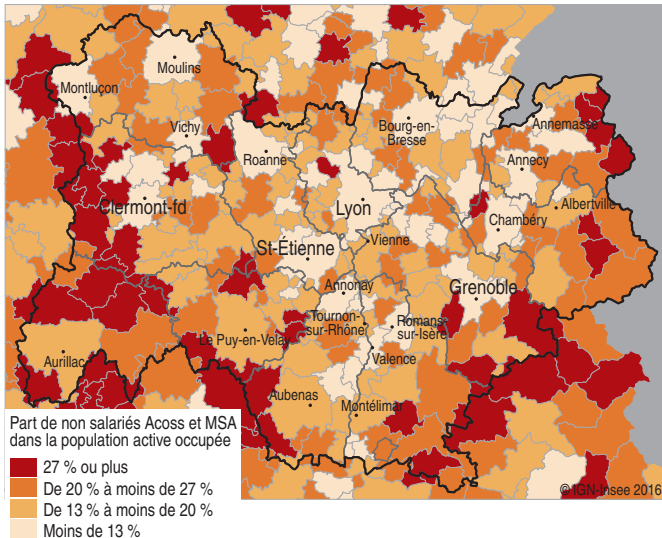 Moulins
Montluçon
Vichy
Roanne
Bourg-en-
Bresse
Annemasse
Annecy
Clermont-fd
Lyon
Albertville
Chambéry
St-Étienne
Vienne
Annonay
Grenoble
Tournon-
sur-Rhône
Romans-
sur-Isère
Le Puy-en-Velay
Valence
Aurillac
Aubenas
Montélimar
Part de non salariés Acoss et MSA
dans la population active occupée
27 % ou plus
De 20 % à moins de 27 %
De 13 % à moins de 20 %
Moins de 13 %
© IGN-Insee 2016